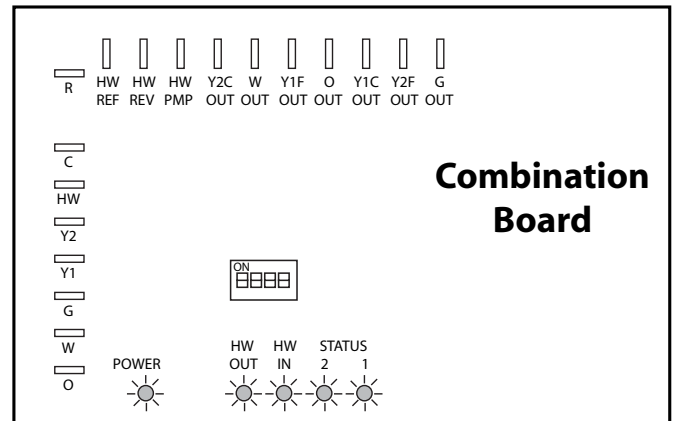 HW HW HW Y2C W Y1F O Y1C Y2F G
REF REV PMP OUT OUT OUT OUT OUT OUT OUT
R
C
HW
Y2
Y1
G
W
O
Combination
Board
ON
POWER
HW HW STATUS
OUT IN 2 1